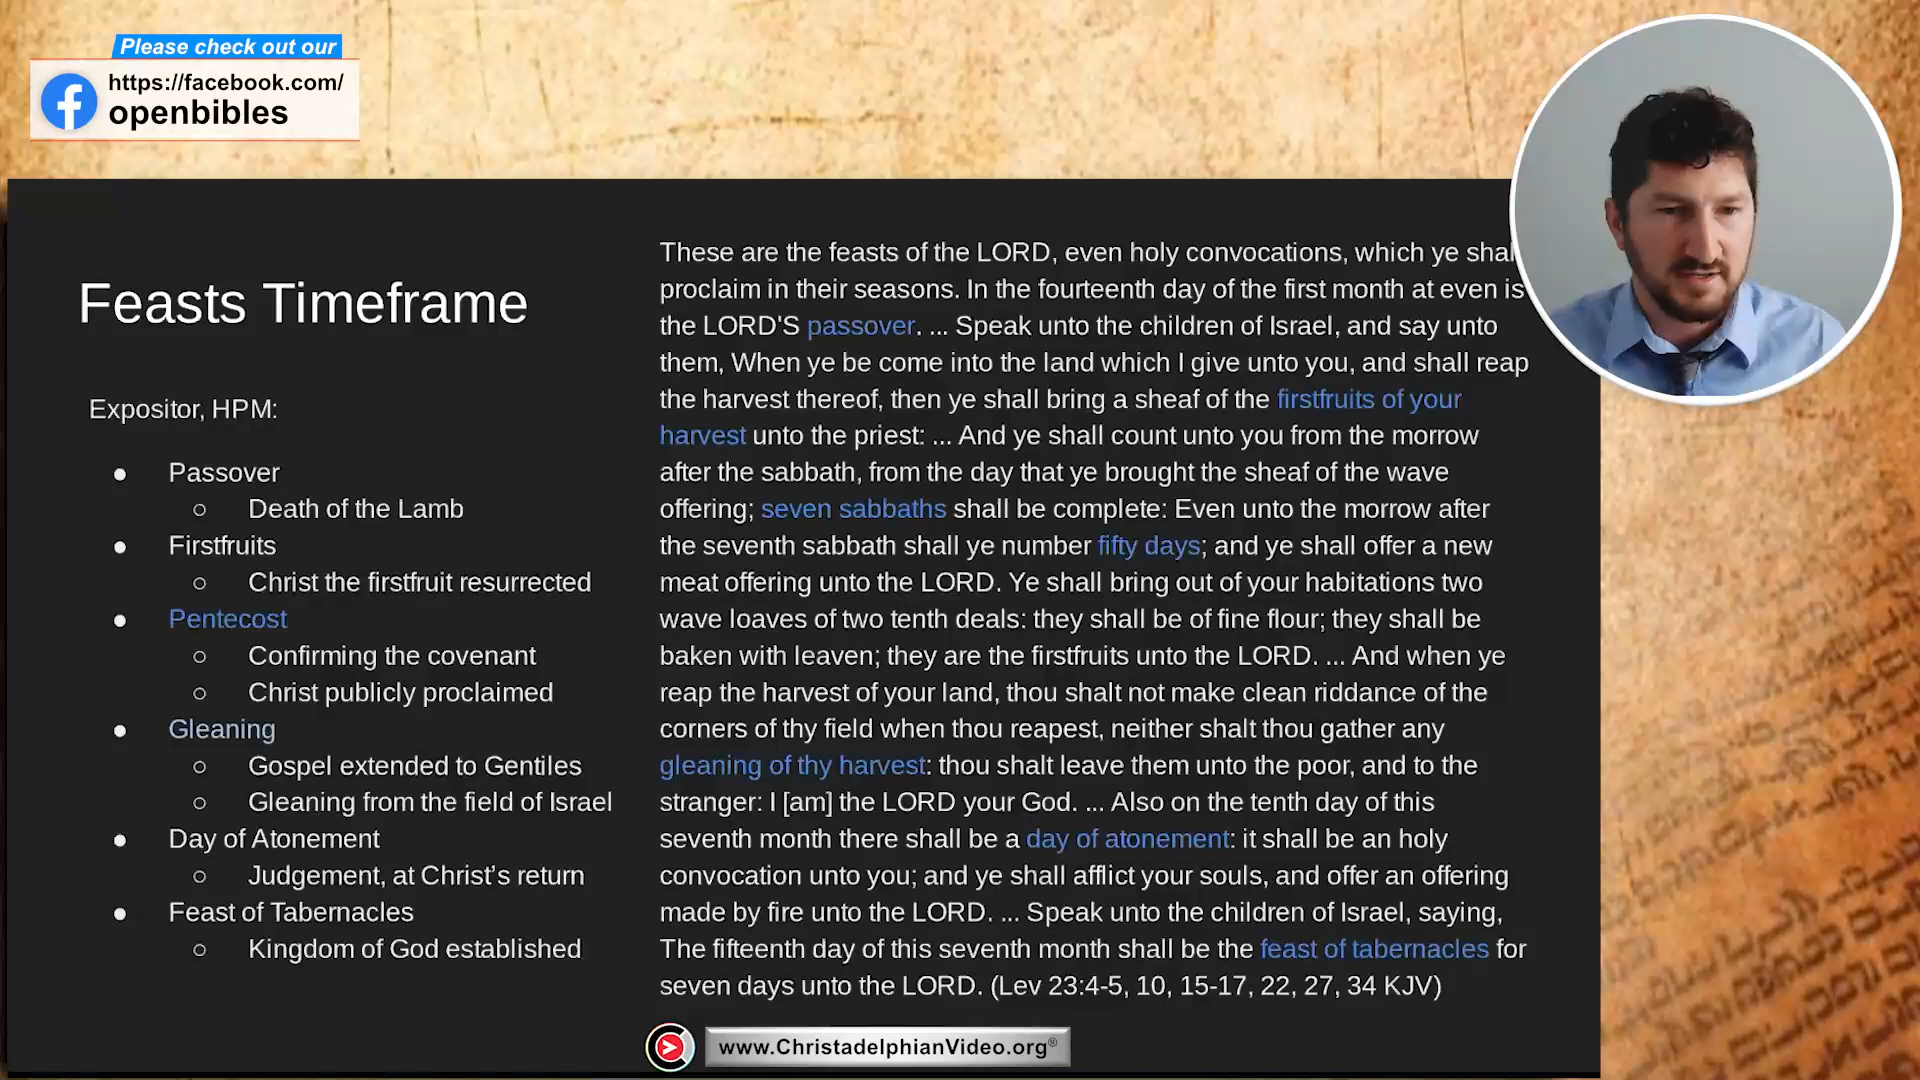 Please check out our
https://facebook.com/
openbibles
Feasts Timeframe
Expositor, HPM:
● Passover
○ Death of the Lamb
● Firstfruits
○ Christ the firstfruit resurrected
● Pentecost
○ Confirming the covenant
○ Christ publicly proclaimed
● Gleaning
○ Gospel extended to Gentiles
○ Gleaning from the field of Israel
● Day of Atonement
○ Judgement, at Christ’s return
● Feast of Tabernacles
○ Kingdom of God established
These are the feasts of the LORD, even holy convocations, which ye shal
proclaim in their seasons. In the fourteenth day of the first month at even is
the LORD'S passover. ... Speak unto the children of Israel, and say unto
them, When ye be come into the land which I give unto you, and shall reap
the harvest thereof, then ye shall bring a sheaf of the firstfruits of your
harvest unto the priest: ... And ye shall count unto you from the morrow
after the sabbath, from the day that ye brought the sheaf of the wave
offering; seven sabbaths shall be complete: Even unto the morrow after
the seventh sabbath shall ye number fifty days; and ye shall offer a new
meat offering unto the LORD. Ye shall bring out of your habitations two
wave loaves of two tenth deals: they shall be of fine flour; they shall be
baken with leaven; they are the firstfruits unto the LORD. ... And when ye
reap the harvest of your land, thou shalt not make clean riddance of the
corners of thy field when thou reapest, neither shalt thou gather any
gleaning of thy harvest: thou shalt leave them unto the poor, and to the
stranger: I [am] the LORD your God. ... Also on the tenth day of this
seventh month there shall be a day of atonement: it shall be an holy
convocation unto you; and ye shall afflict your souls, and offer an offering
made by fire unto the LORD. ... Speak unto the children of Israel, saying,
The fifteenth day of this seventh month shall be the feast of tabernacles for
seven days unto the LORD. (Lev 23:4-5, 10, 15-17, 22, 27, 34 KJV)
www.ChristadelphianVideo.org®